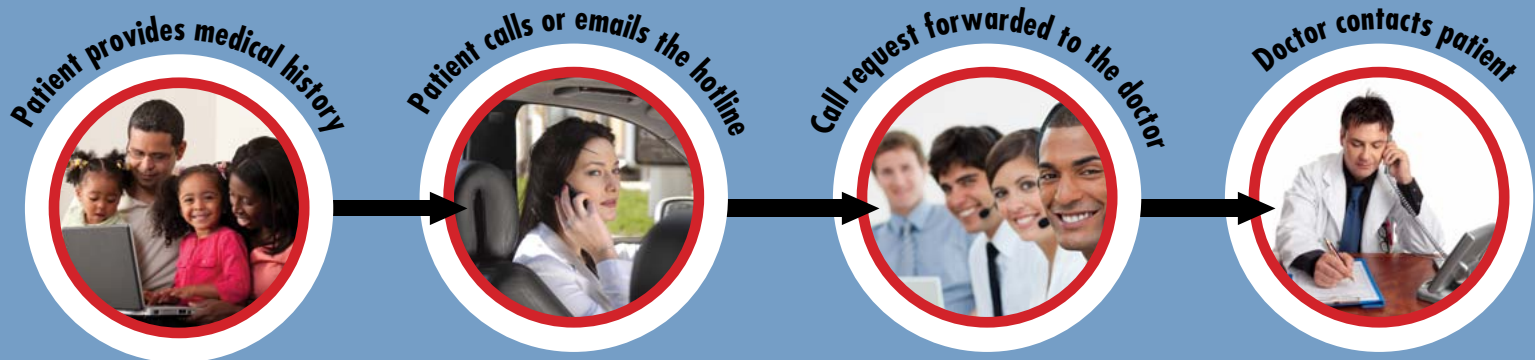 Patient provides medical history
Patient calls or emails the hotline
Call request forwarded to the doctor
Doctor contacts patient